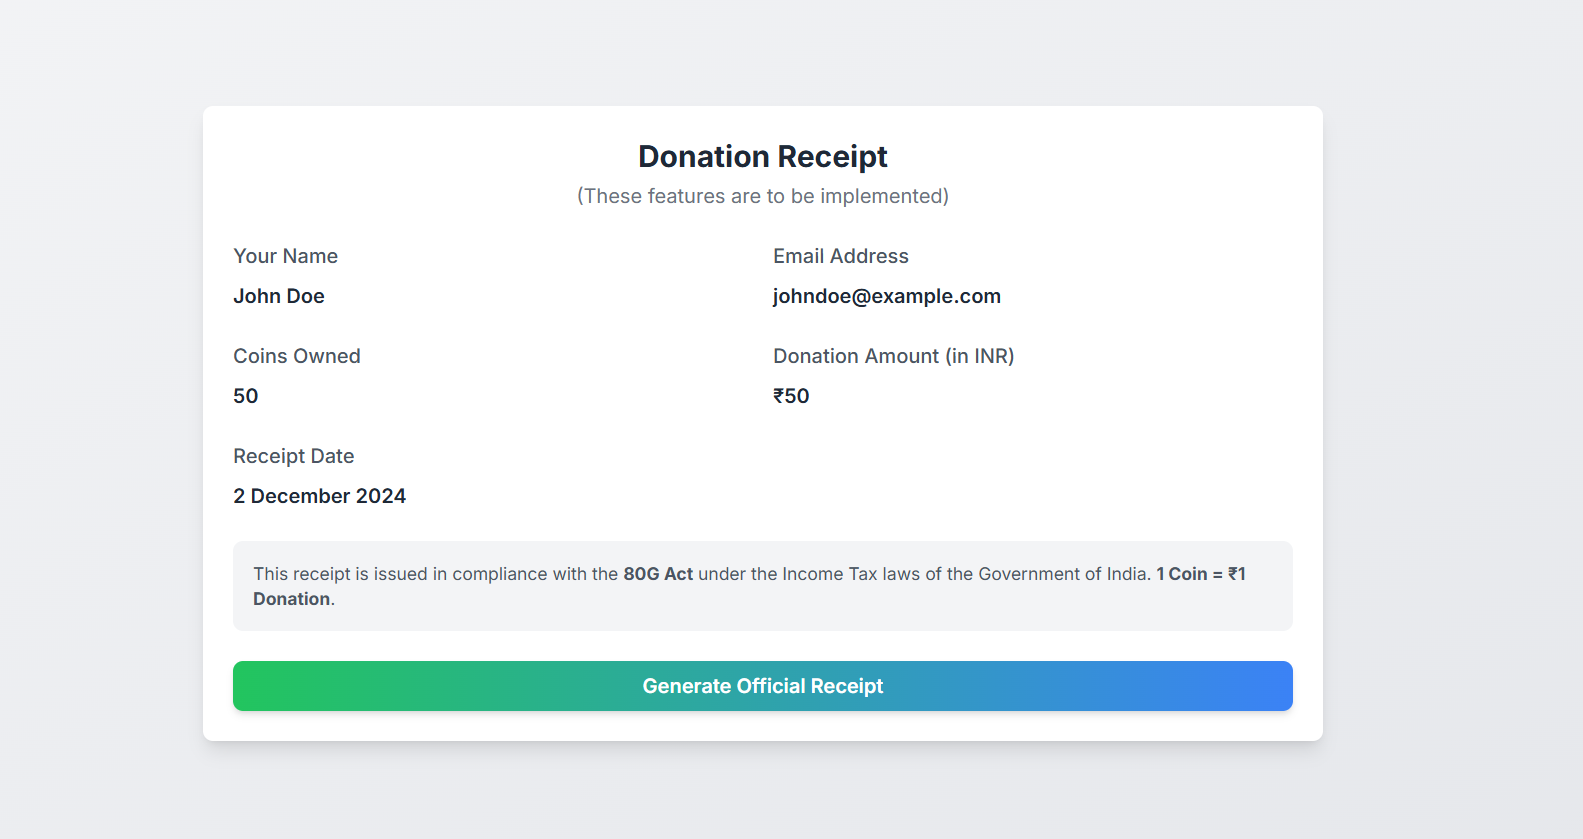 Donation Receipt
(These features are to be implemented)
Your Name
John Doe
Email Address
johndoe@example.com
Coins Owned
50
Donation Amount (in INR)
₹50
Receipt Date
2 December 2024
This receipt is issued in compliance with the 80G Act under the Income Tax laws of the Government of India. 1 Coin = ₹1
Donation.
Generate Official Receipt